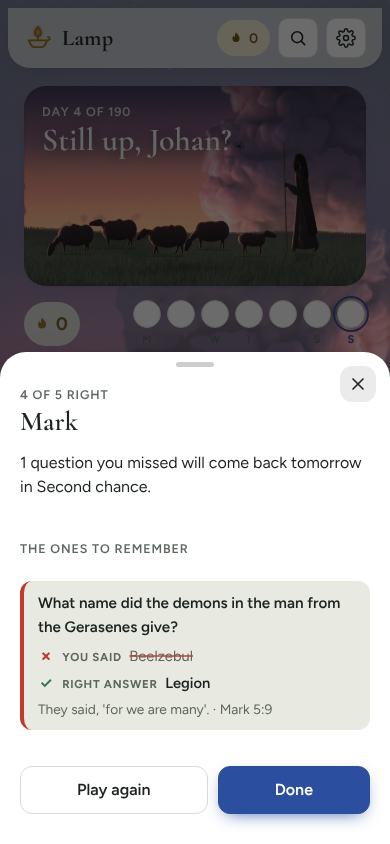 Lamp
0
DAY 4 OF 190
Still up, Johan?
0
M T W T F S S
4 OF 5 RIGHT
Mark
1 question you missed will come back tomorrow
in Second chance.
THE ONES TO REMEMBER
What name did the demons in the man from
the Gerasenes give?
YOU SAID Beelzebul
RIGHT ANSWER Legion
They said, 'for we are many'. · Mark 5:9
Play again
Done